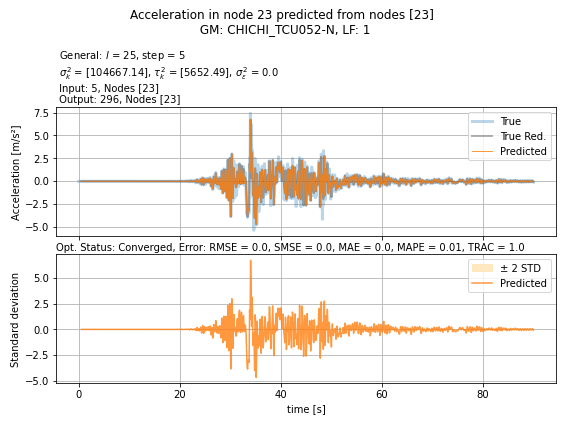 Acceleration in node 23 predicted from nodes [23]
GM: CHICHI_TCU052-N, LF: 1
General: l = 25, step = 5
σ²ₖ = [104667.14], τ²ₖ = [5652.49], σ²ε = 0.0
Input: 5, Nodes [23]
Output: 296, Nodes [23]
7.5
5.0
2.5
0.0
−2.5
−5.0
Acceleration [m/s²]
True
True Red.
Predicted
Opt. Status: Converged, Error: RMSE = 0.0, SMSE = 0.0, MAE = 0.0, MAPE = 0.01, TRAC = 1.0
5.0
2.5
0.0
−2.5
−5.0
Standard deviation
± 2 STD
Predicted
0 20 40 60 80
time [s]